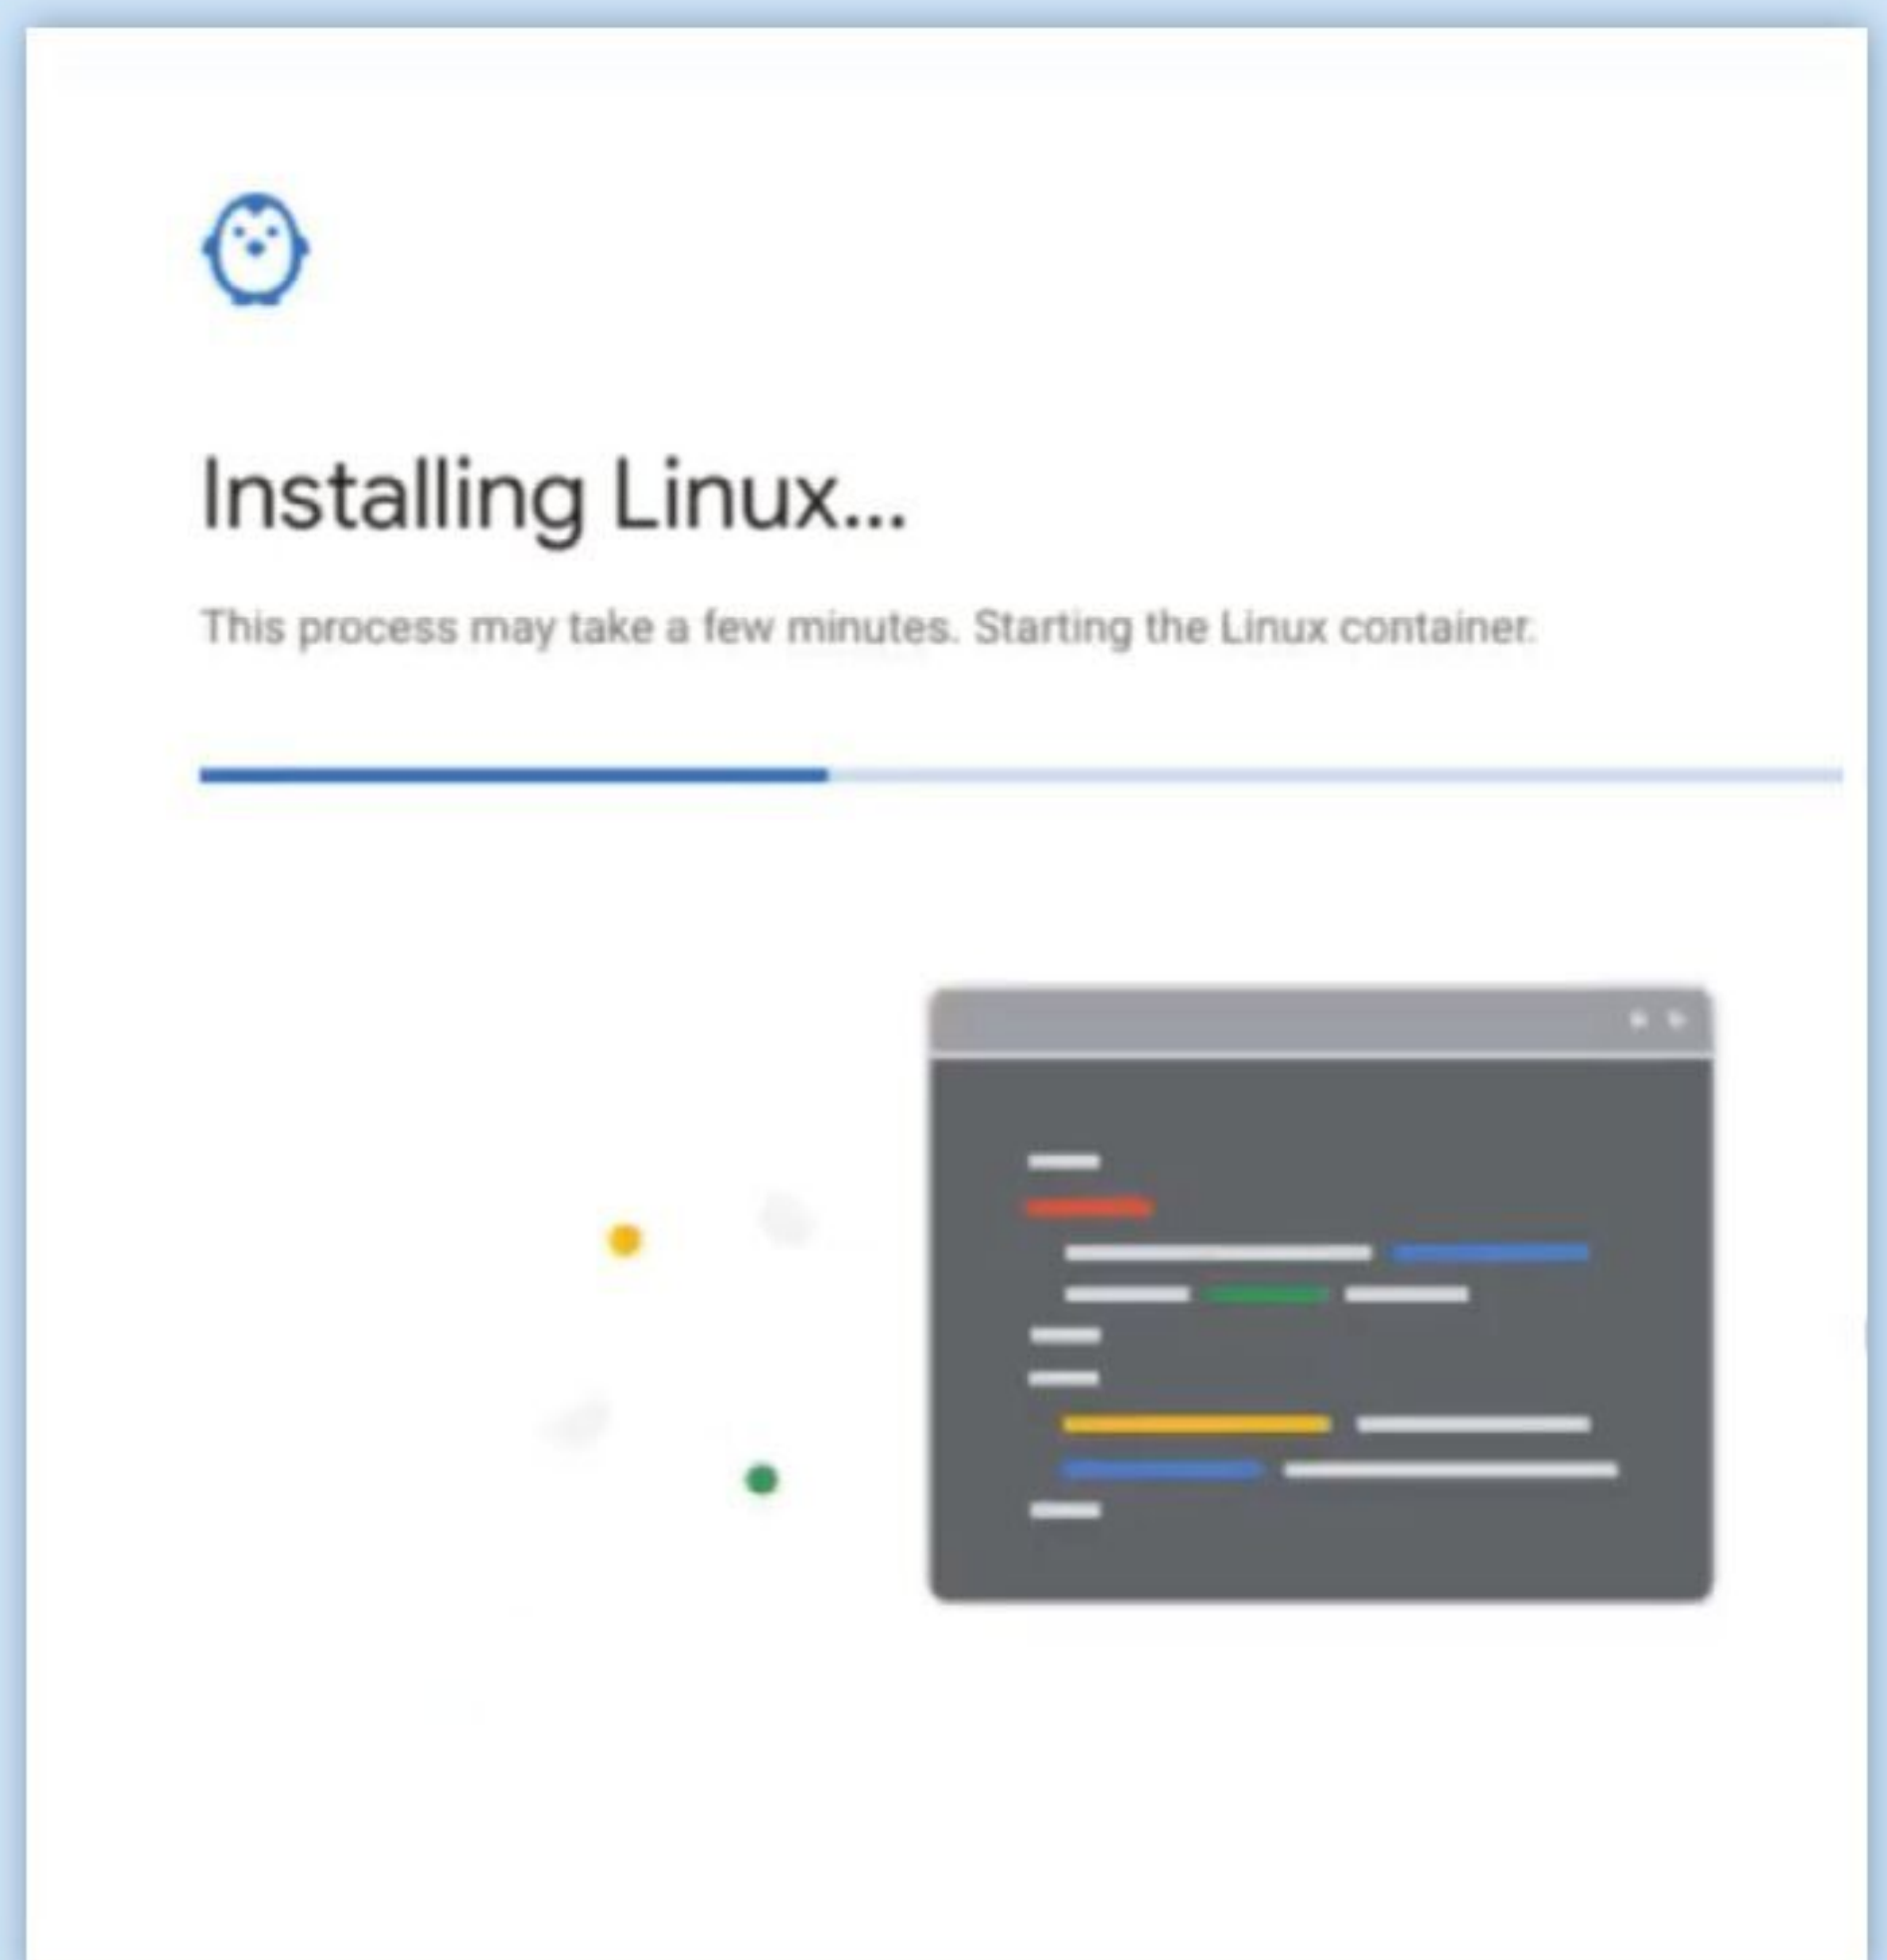 Installing Linux...
This process may take a few minutes. Starting the Linux container.